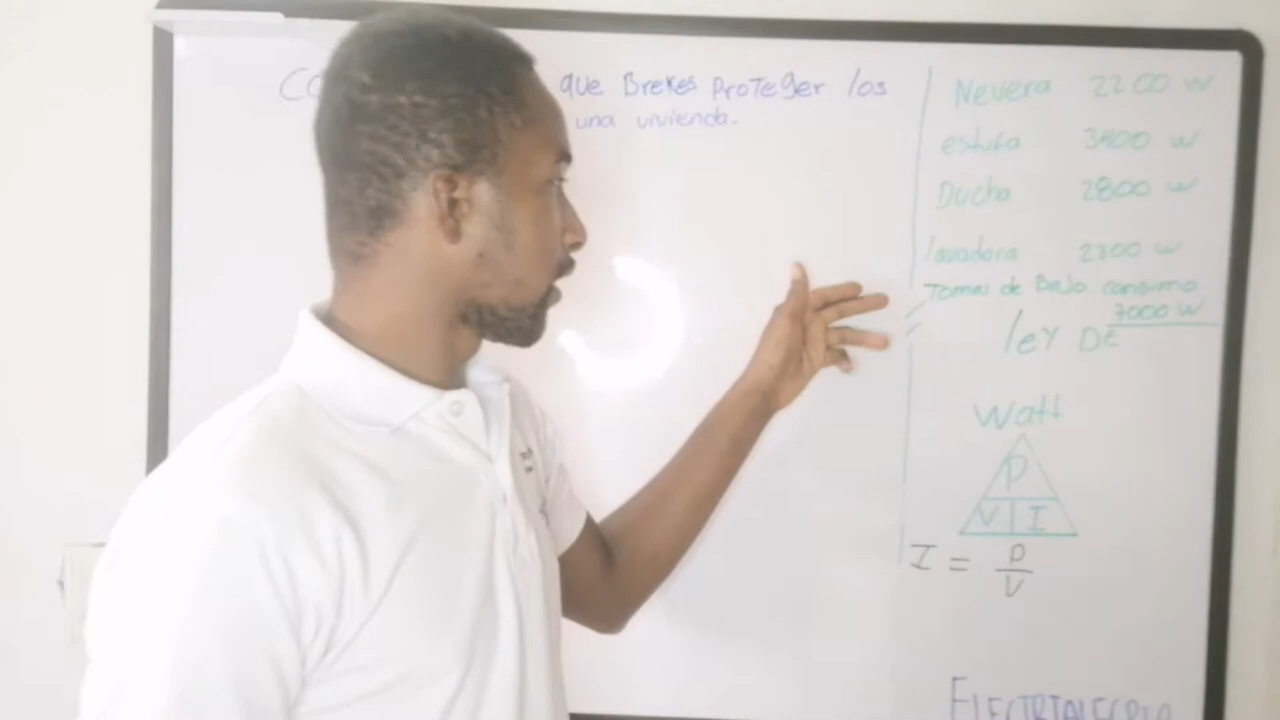 que Brekes proteger los
una vivienda.
Nevera 2200 w
estufa 3400 w
Ducha 2800 w
lavadora 2300 w
Tomas de Bajo consumo
7000 W
ley DE
Watt
P
V I
I = P
V